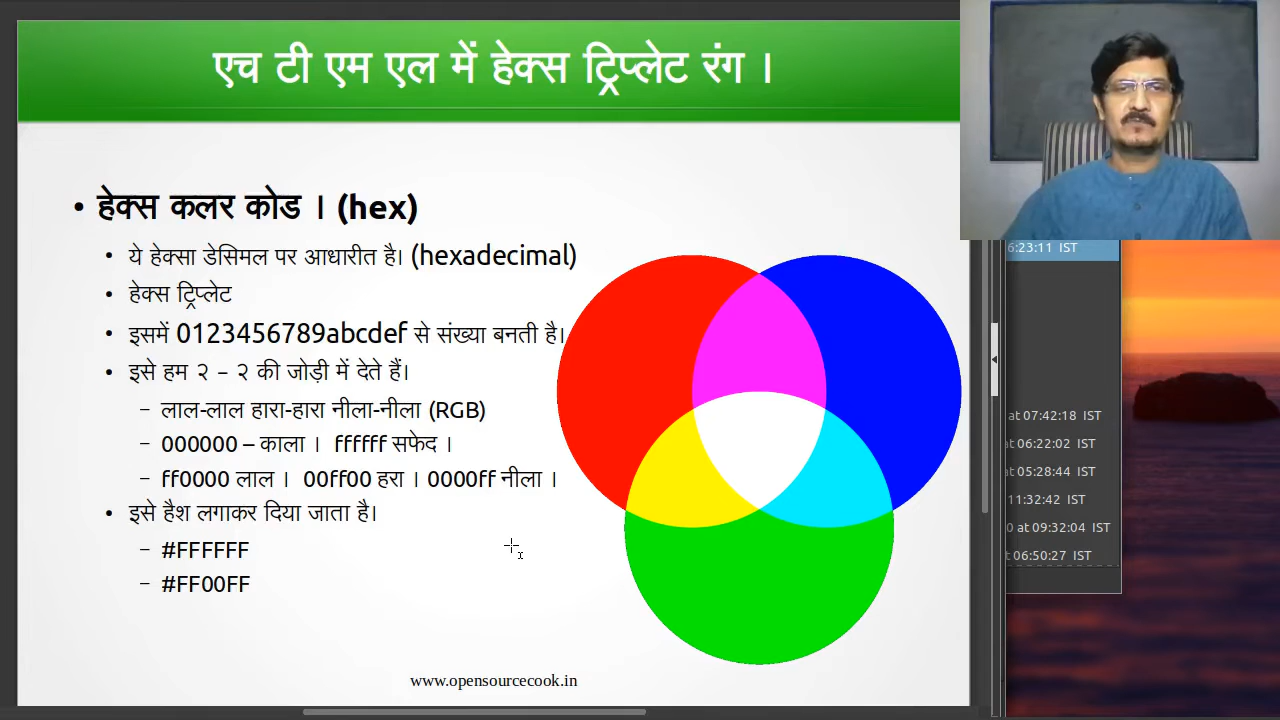 एच टी एम एल में हेक्स ट्रिप्लेट रंग ।
• हेक्स कलर कोड । (hex)
• ये हेक्सा डेसिमल पर आधारीत है। (hexadecimal)
• हेक्स ट्रिप्लेट
• इसमें 0123456789abcdef से संख्या बनती है।
• इसे हम २ – २ की जोड़ी में देते हैं।
– लाल-लाल हारा-हारा नीला-नीला (RGB)
– 000000 – काला । ffffff सफेद ।
– ff0000 लाल । 00ff00 हरा । 0000ff नीला ।
• इसे हैश लगाकर दिया जाता है।
– #FFFFFF
– #FF00FF
www.opensourcecook.in
6:23:11 IST
at 07:42:18 IST
at 06:22:02 IST
at 05:28:44 IST
11:32:42 IST
0 at 09:32:04 IST
at 06:50:27 IST